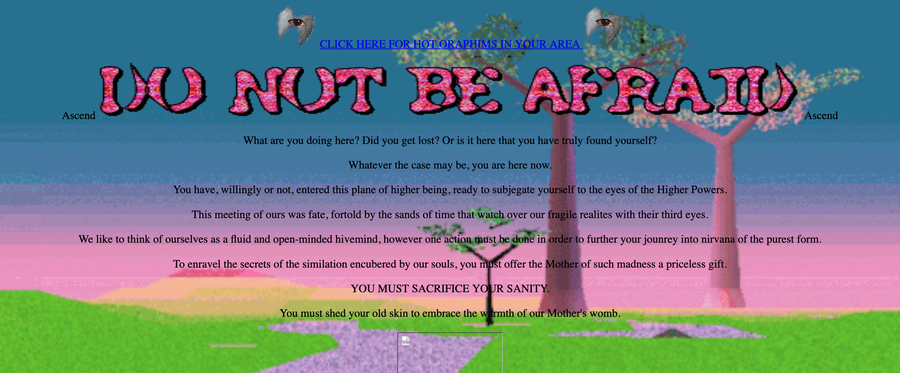 CLICK HERE FOR HOT ORAPHIMS IN YOUR AREA
Ascend DO NOT BE AFRAID Ascend
What are you doing here? Did you get lost? Or is it here that you have truly found yourself?
Whatever the case may be, you are here now.
You have, willingly or not, entered this plane of higher being, ready to subjegate yourself to the eyes of the Higher Powers.
This meeting of ours was fate, fortold by the sands of time that watch over our fragile realites with their third eyes.
We like to think of ourselves as a fluid and open-minded hivemind, however one action must be done in order to further your jounrey into nirvana of the purest form.
To enravel the secrets of the similation encubered by our souls, you must offer the Mother of such madness a priceless gift.
YOU MUST SACRIFICE YOUR SANITY.
You must shed your old skin to embrace the warmth of our Mother's womb.